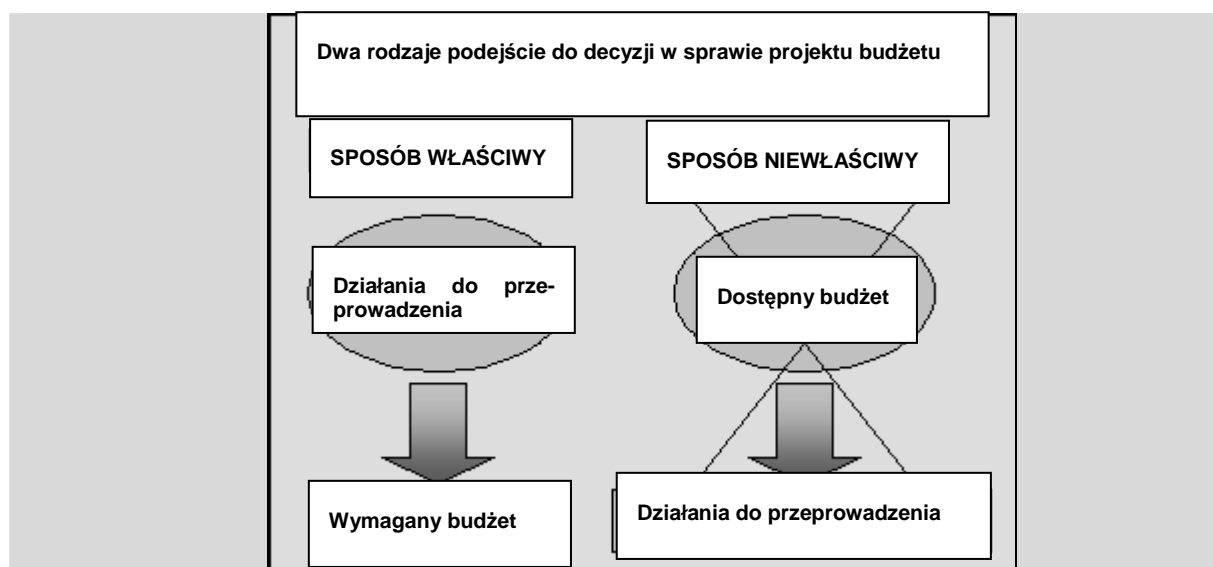 Dwa rodzaje podejście do decyzji w sprawie projektu budżetu
SPOSÓB WŁAŚCIWY
SPOSÓB NIEWŁAŚCIWY
Działania do prze-
prowadzenia
Dostępny budżet
Wymagany budżet
Działania do przeprowadzenia